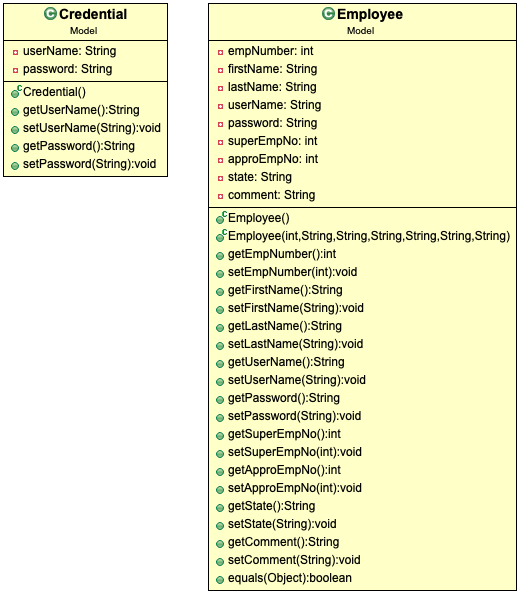 Credential
Model
userName: String
password: String
Credential()
getUserName():String
setUserName(String):void
getPassword():String
setPassword(String):void
Employee
Model
empNumber: int
firstName: String
lastName: String
userName: String
password: String
superEmpNo: int
approEmpNo: int
state: String
comment: String
Employee()
Employee(int,String,String,String,String,String,String)
getEmpNumber():int
setEmpNumber(int):void
getFirstName():String
setFirstName(String):void
getLastName():String
setLastName(String):void
getUserName():String
setUserName(String):void
getPassword():String
setPassword(String):void
getSuperEmpNo():int
setSuperEmpNo(int):void
getApproEmpNo():int
setApproEmpNo(int):void
getState():String
setState(String):void
getComment():String
setComment(String):void
equals(Object):boolean